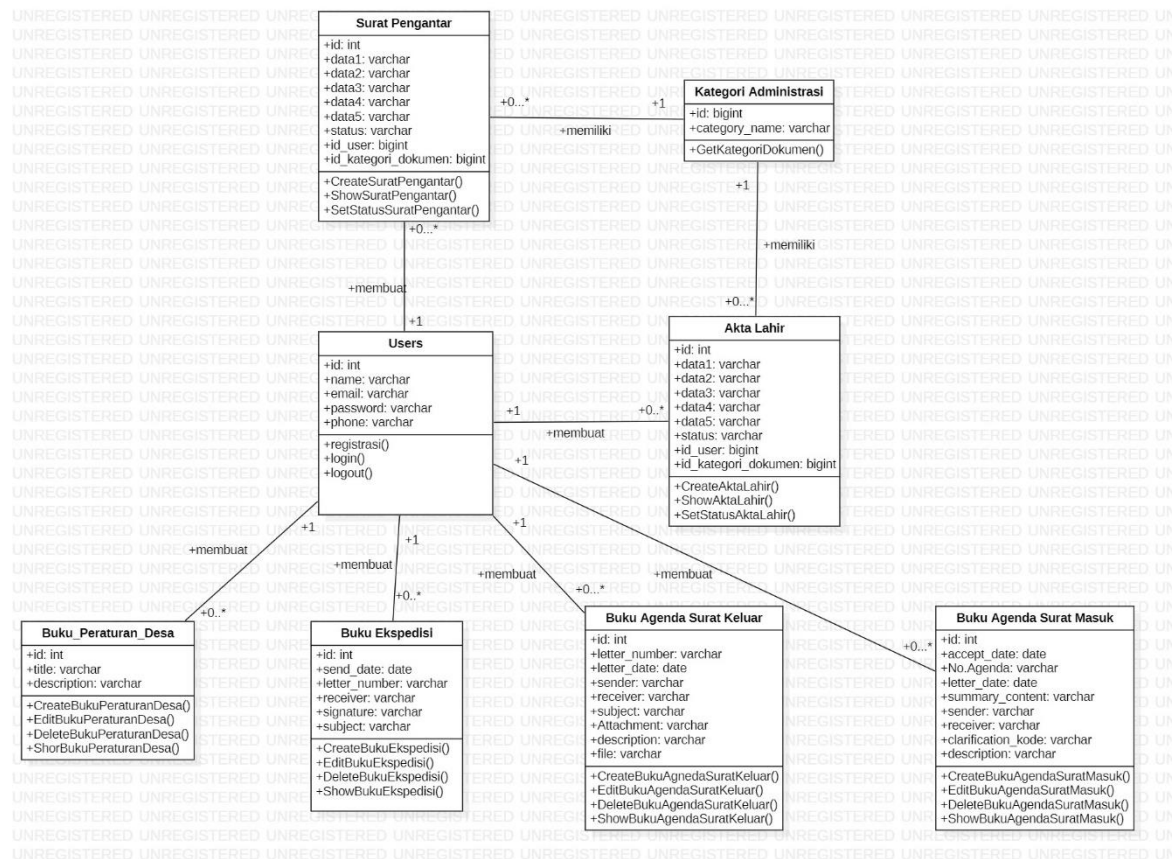 Surat Pengantar
+id: int
+data1: varchar
+data2: varchar
+data3: varchar
+data4: varchar
+data5: varchar
+status: varchar
+id_user: bigint
+id_kategori_dokumen: bigint
+CreateSuratPengantar()
+ShowSuratPengantar()
+SetStatusSuratPengantar()
+0...*
+1
+memiliki
Kategori Administrasi
+id: bigint
+category_name: varchar
+GetKategoriDokumen()
+1
+memiliki
+0...*
+0...*
+membuat
+1
Users
+id: int
+name: varchar
+email: varchar
+password: varchar
+phone: varchar
+registrasi()
+login()
+logout()
+1
+0..*
+membuat
Akta Lahir
+id: int
+data1: varchar
+data2: varchar
+data3: varchar
+data4: varchar
+data5: varchar
+status: varchar
+id_user: bigint
+id_kategori_dokumen: bigint
+CreateAktaLahir()
+ShowAktaLahir()
+SetStatusAktaLahir()
+1
+membuat
+0..*
+1
+membuat
+0..*
+1
+membuat
+0...*
+1
+membuat
+0...*
Buku_Peraturan_Desa
+id: int
+title: varchar
+description: varchar
+CreateBukuPeraturanDesa()
+EditBukuPeraturanDesa()
+DeleteBukuPeraturanDesa()
+ShorBukuPeraturanDesa()
Buku Ekspedisi
+id: int
+send_date: date
+letter_number: varchar
+receiver: varchar
+signature: varchar
+subject: varchar
+CreateBukuEkspedisi()
+EditBukuEkspedisi()
+DeleteBukuEkspedisi()
+ShowBukuEkspedisi()
Buku Agenda Surat Keluar
+id: int
+letter_number: varchar
+letter_date: date
+sender: varchar
+receiver: varchar
+subject: varchar
+Attachment: varchar
+description: varchar
+file: varchar
+CreateBukuAgnedaSuratKeluar()
+EditBukuAgendaSuratKeluar()
+DeleteBukuAgendaSuratKeluar()
+ShowBukuAgendaSuratKeluar()
Buku Agenda Surat Masuk
+id: int
+accept_date: date
+No.Agenda: varchar
+letter_date: date
+summary_content: varchar
+sender: varchar
+receiver: varchar
+clarification_kode: varchar
+description: varchar
+CreateBukuAgendaSuratMasuk()
+EditBukuAgendaSuratMasuk()
+DeleteBukuAgendaSuratMasuk()
+ShowBukuAgendaSuratMasuk()
UNREGISTERED